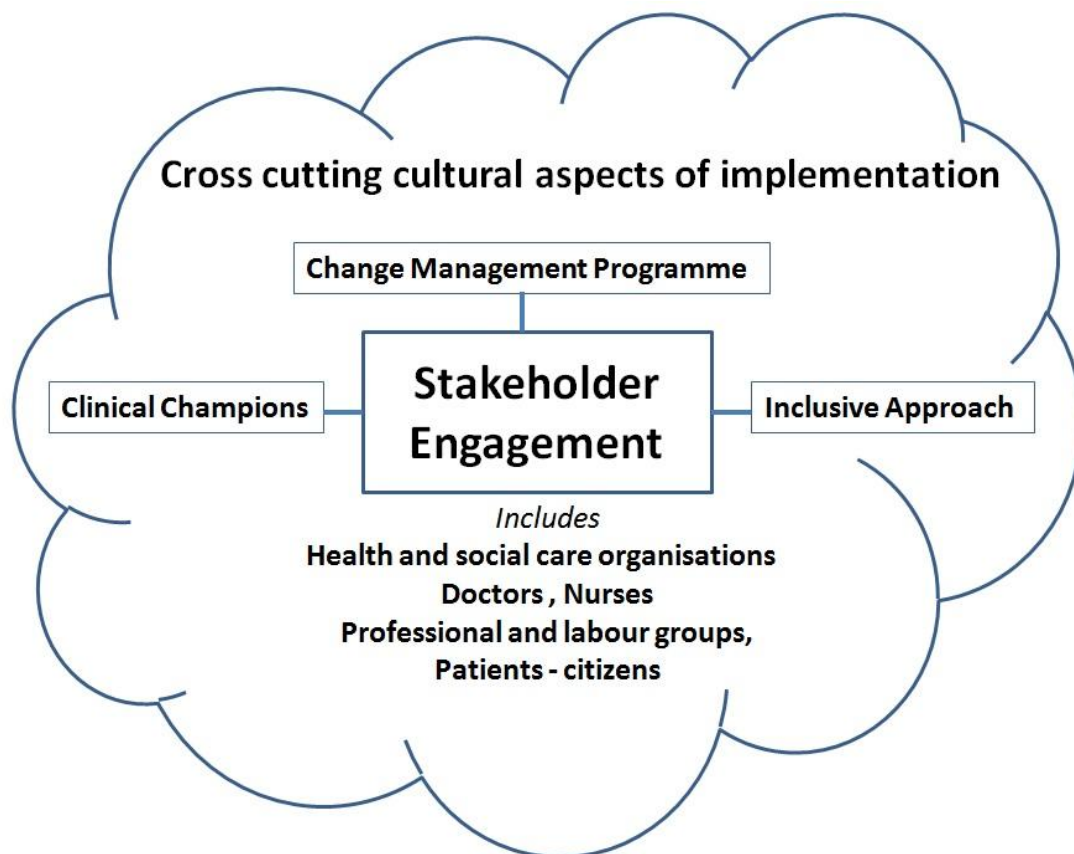 Cross cutting cultural aspects of implementation
Change Management Programme
Clinical Champions
Stakeholder
Engagement
Inclusive Approach
Includes
Health and social care organisations
Doctors , Nurses
Professional and labour groups,
Patients - citizens